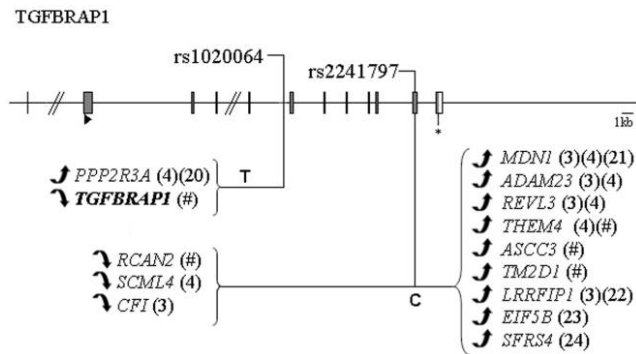 TGFBRAP1
rs1020064
rs2241797
1kb
*
PPP2R3A (4)(20)
T
TGFBRAP1 (#)
RCAN2 (#)
SCML4 (4)
CFI (3)
C
MDN1 (3)(4)(21)
ADAM23 (3)(4)
REVL3 (3)(4)
THEM4 (4)(#)
ASCC3 (#)
TM2D1 (#)
LRRFIP1 (3)(22)
EIF5B (23)
SFRS4 (24)